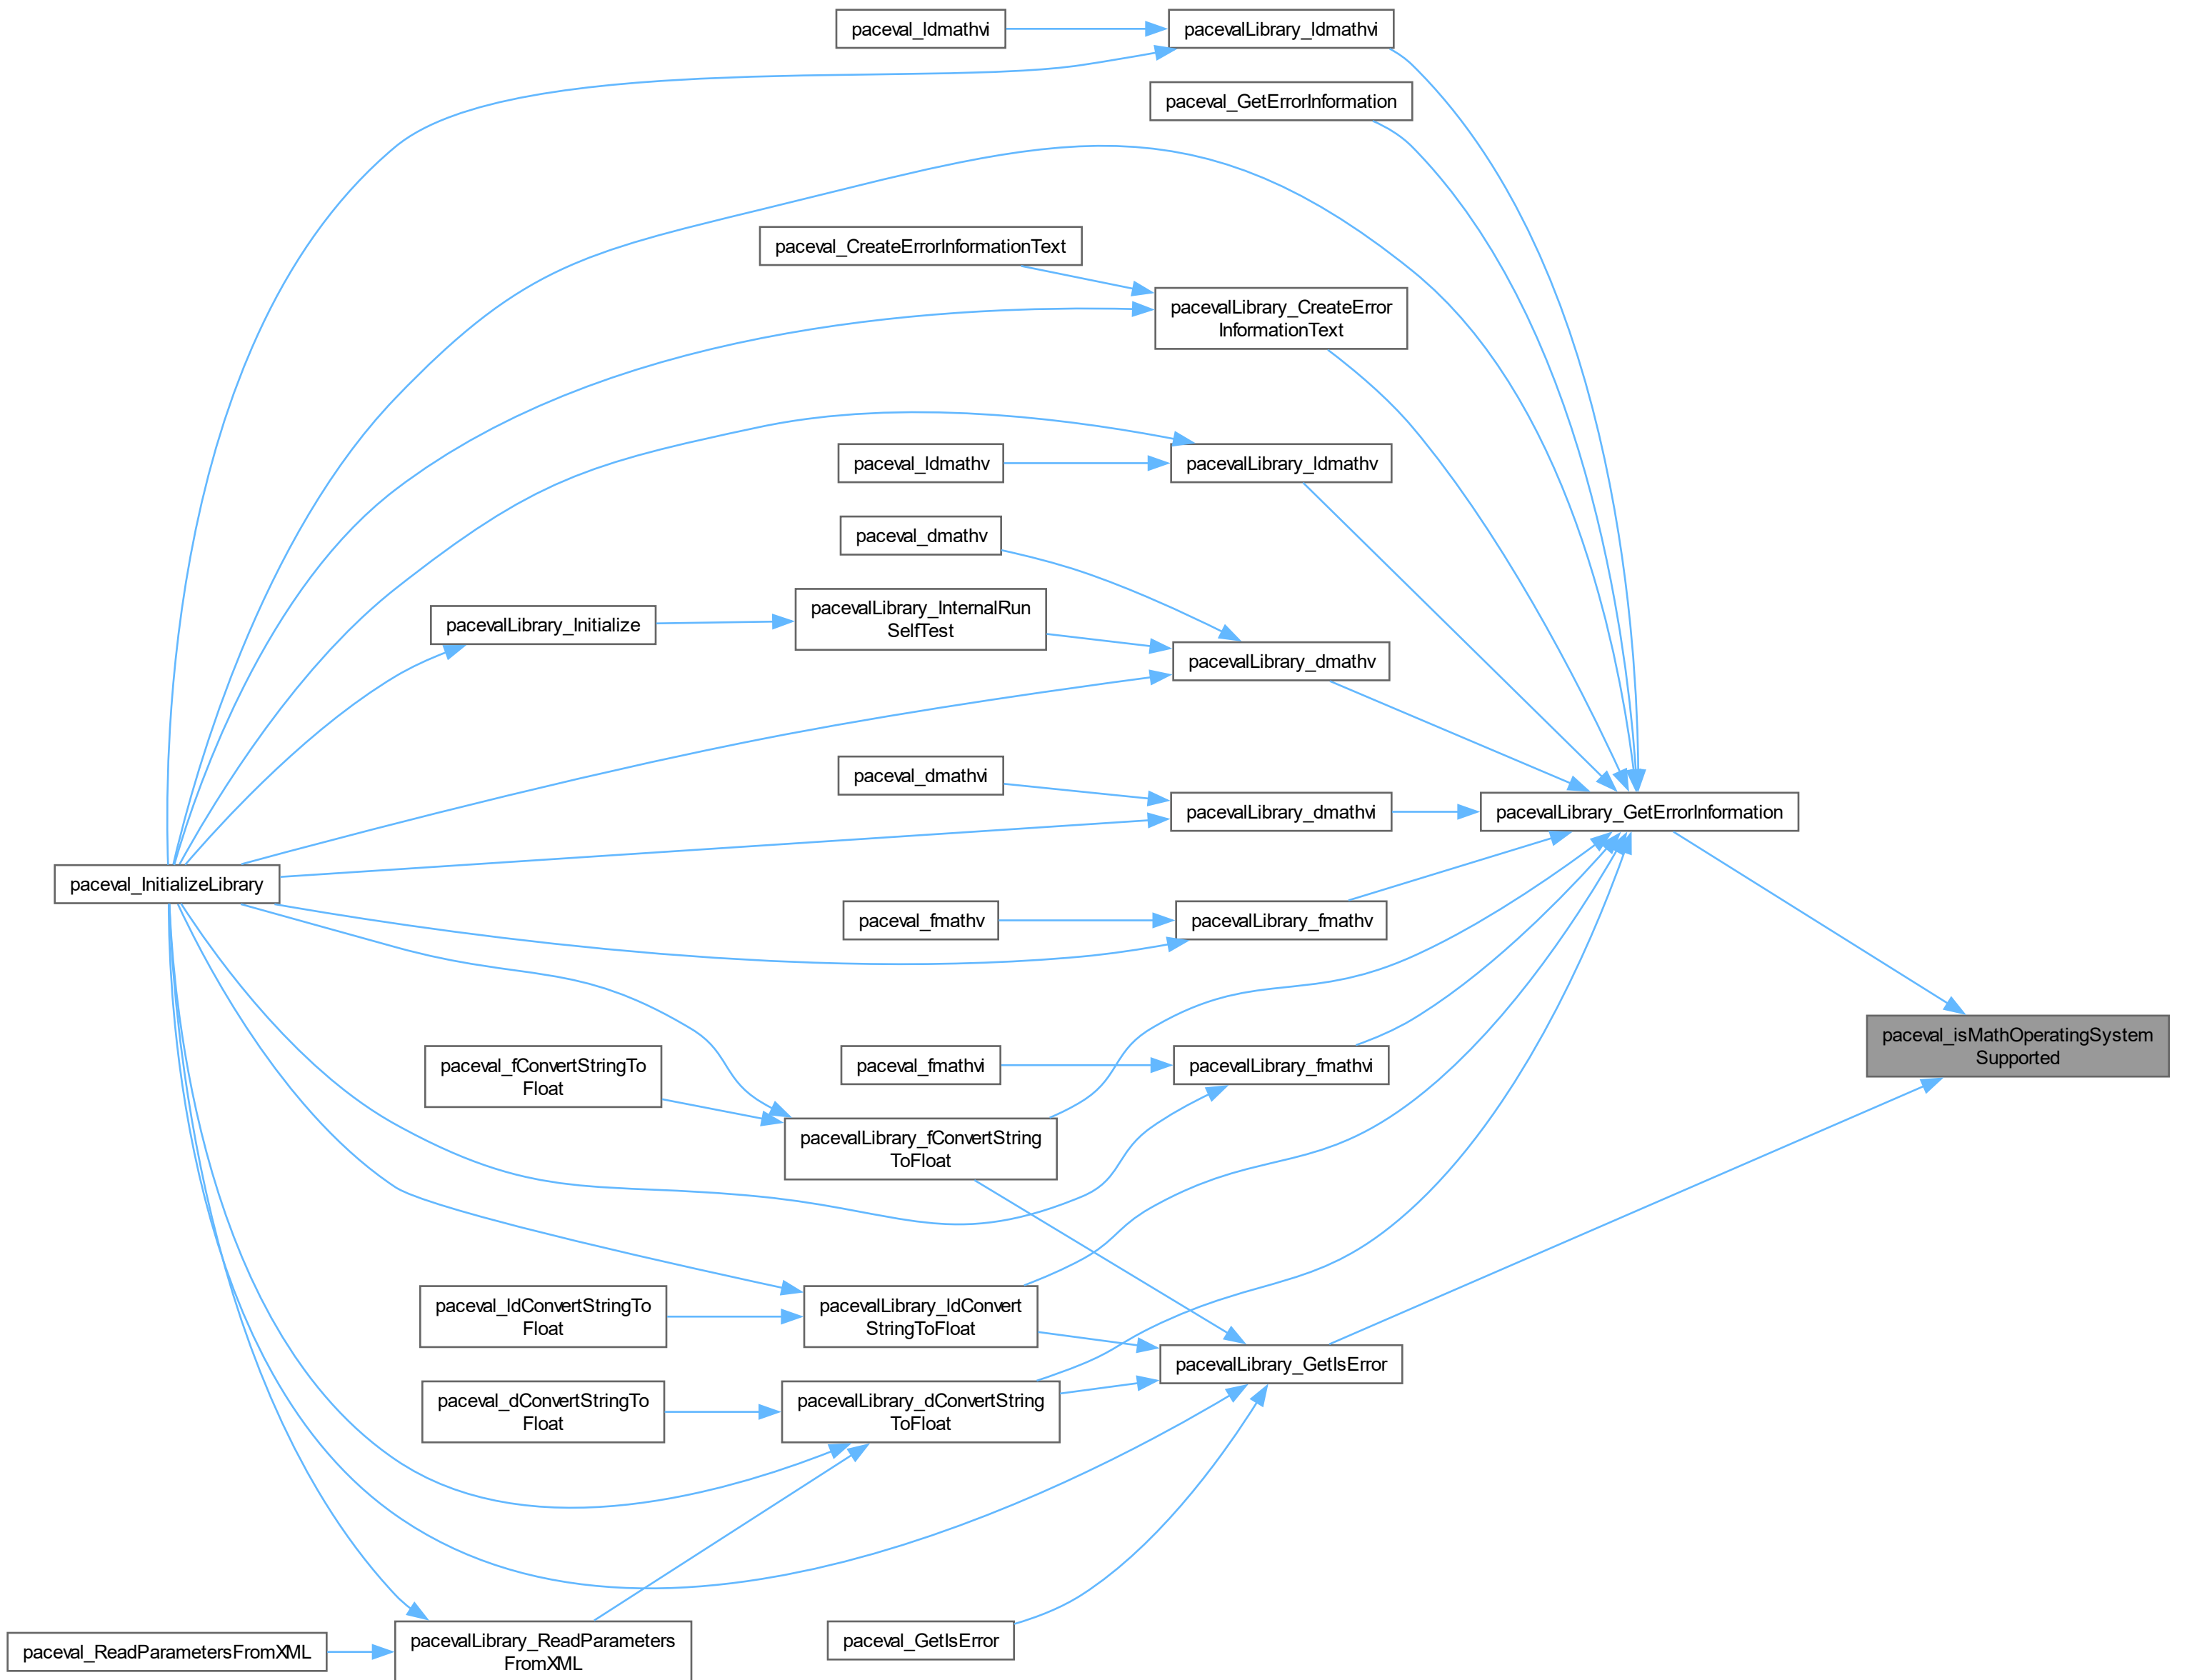 paceval_ldmathvi
pacevalLibrary_ldmathvi
paceval_GetErrorInformation
paceval_CreateErrorInformationText
pacevalLibrary_CreateError
InformationText
paceval_ldmathv
pacevalLibrary_ldmathv
paceval_dmathv
pacevalLibrary_Initialize
pacevalLibrary_InternalRun
SelfTest
pacevalLibrary_dmathv
paceval_dmathvi
pacevalLibrary_dmathvi
pacevalLibrary_GetErrorInformation
paceval_InitializeLibrary
paceval_fmathv
pacevalLibrary_fmathv
paceval_isMathOperatingSystem
Supported
paceval_fConvertStringTo
Float
paceval_fmathvi
pacevalLibrary_fmathvi
pacevalLibrary_fConvertString
ToFloat
paceval_ldConvertStringTo
Float
pacevalLibrary_ldConvert
StringToFloat
pacevalLibrary_GetIsError
paceval_dConvertStringTo
Float
pacevalLibrary_dConvertString
ToFloat
paceval_ReadParametersFromXML
pacevalLibrary_ReadParameters
FromXML
paceval_GetIsError